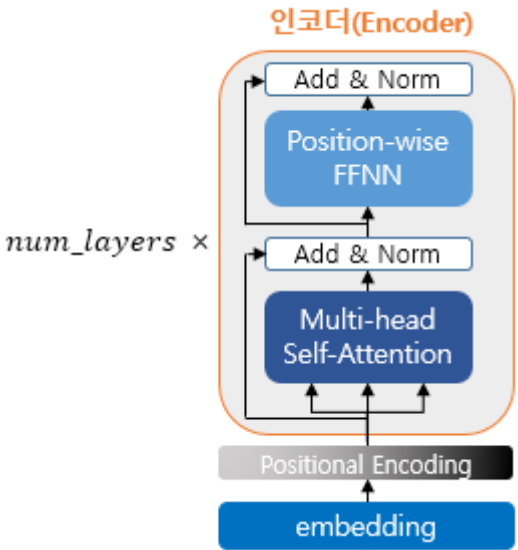 인코더(Encoder)
Add & Norm
Position-wise
FFNN
num_layers ×
Add & Norm
Multi-head
Self-Attention
Positional Encoding
embedding